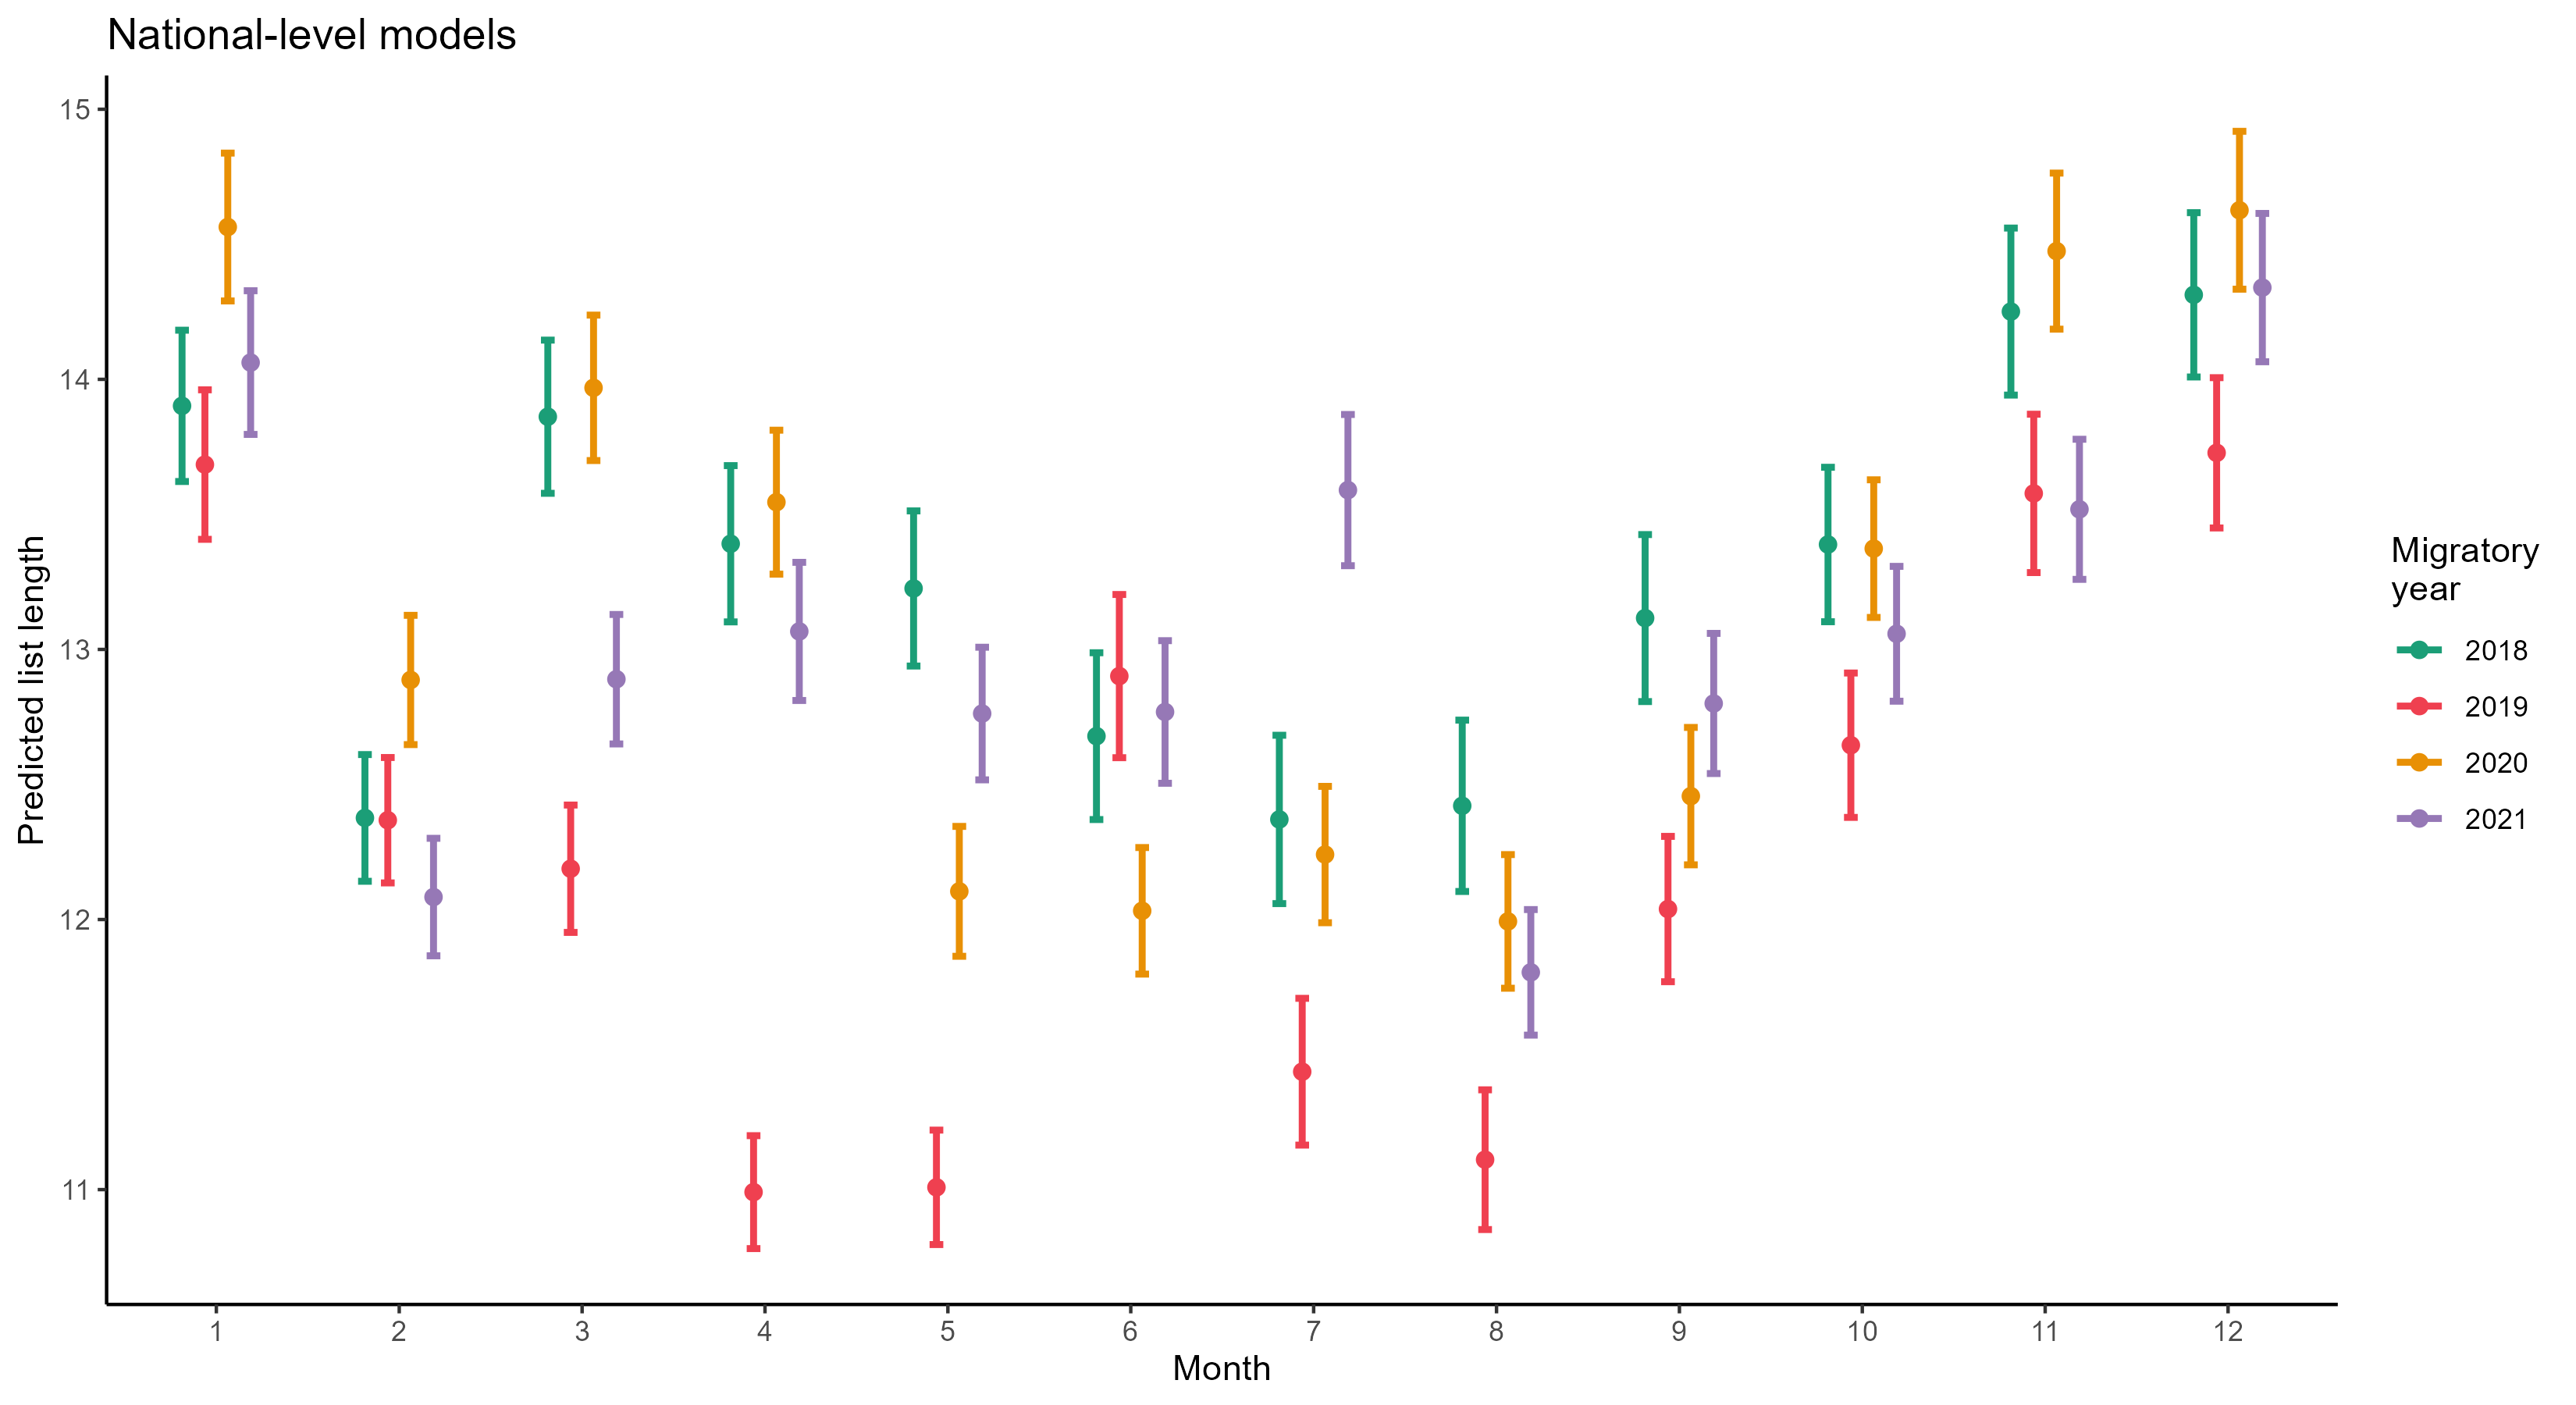 National-level models
15
14
13
12
11
Predicted list length
1 2 3 4 5 6 7 8 9 10 11 12
Month
Migratory
year
2018
2019
2020
2021